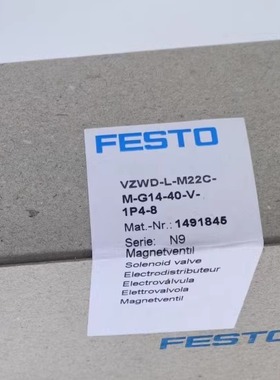 FESTO
VZWD-L-M22C-
M-G14-40-V-
1P4-8
Mat.-Nr.: 1491845
Serie: N9
Magnetventil
Solenoid valve
Electrodistributeur
Electroválvula
Elettrovalvola
Magnetventil
FESTO